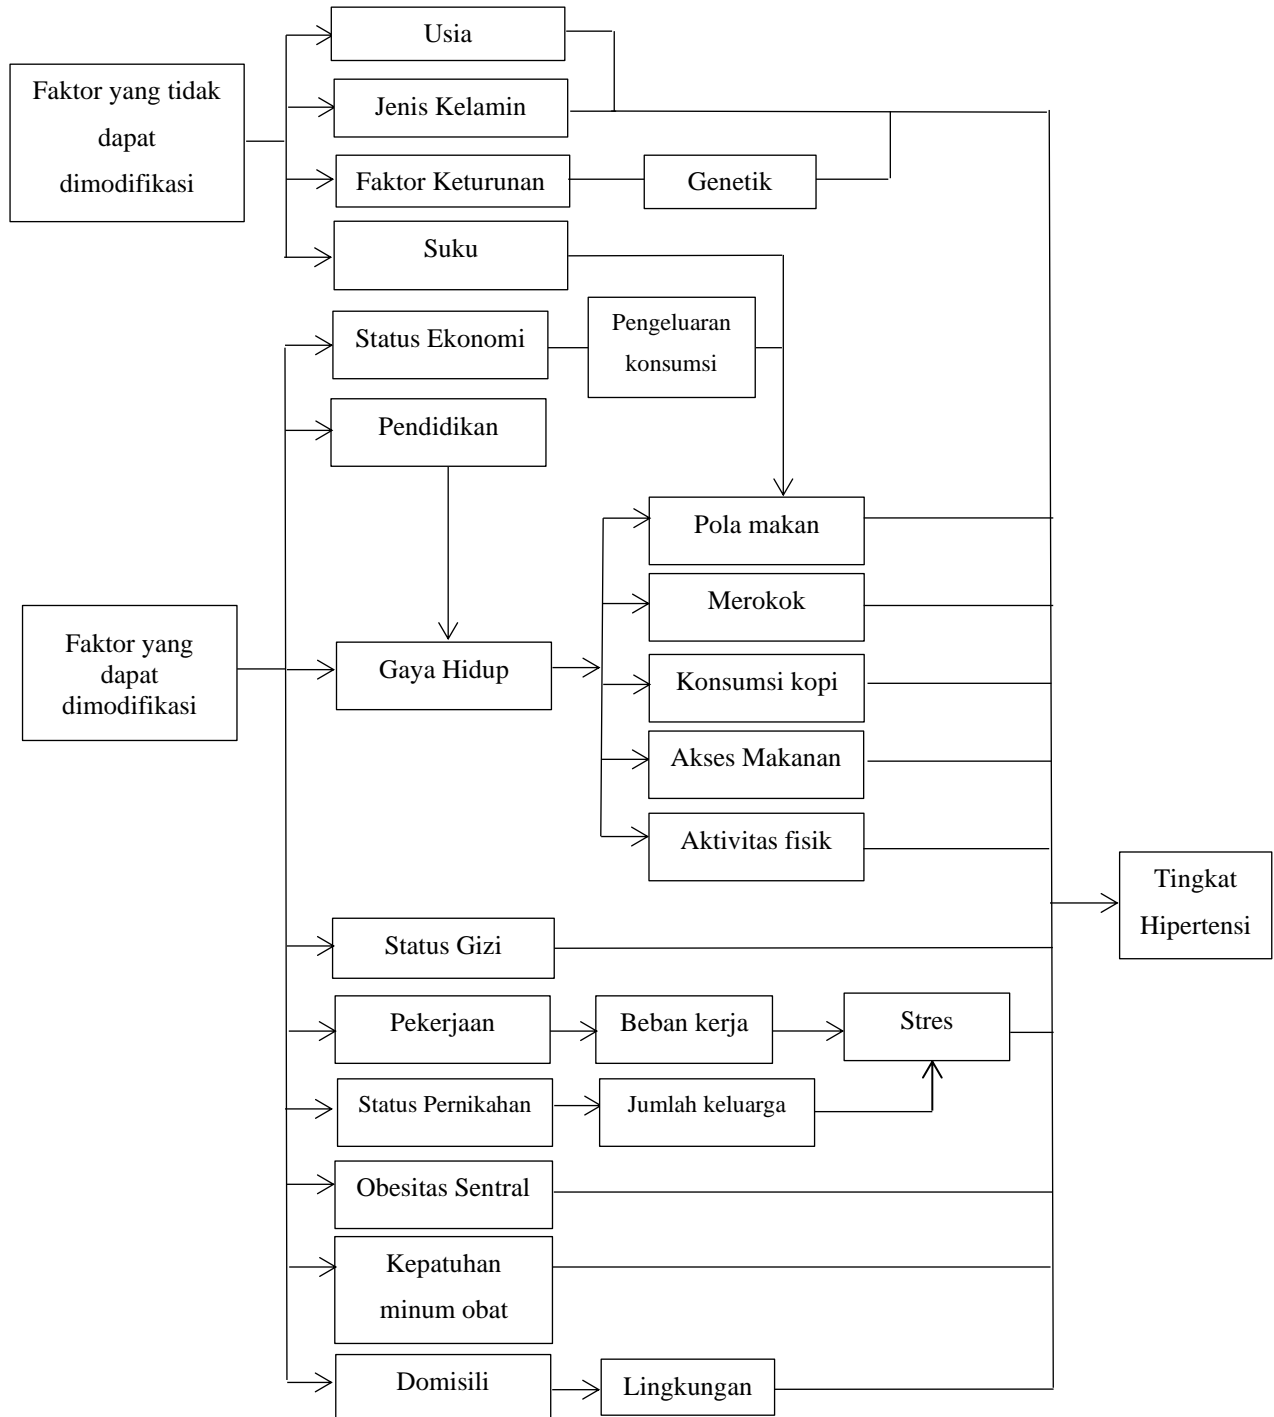 Usia
Faktor yang tidak
dapat
dimodifikasi
Jenis Kelamin
Faktor Keturunan
Genetik
Suku
Status Ekonomi
Pengeluaran
konsumsi
Pendidikan
Pola makan
Merokok
Faktor yang
dapat
dimodifikasi
Gaya Hidup
Konsumsi kopi
Akses Makanan
Aktivitas fisik
Tingkat
Hipertensi
Status Gizi
Pekerjaan
Beban kerja
Stres
Status Pernikahan
Jumlah keluarga
Obesitas Sentral
Kepatuhan
minum obat
Domisili
Lingkungan